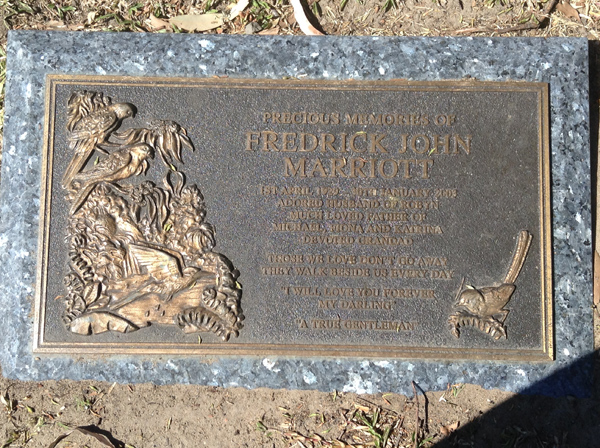 PRECIOUS MEMORIES OF
FREDRICK JOHN
MARRIOTT
APRIL JANUARY
ADORED HUSBAND OF ROBYN
MUCH LOVED FATHER OF
MICHAEL, FIONA AND KATRINA
DEVOTED GRANDAD
THOSE WE LOVE DON'T GO AWAY
THEY WALK BESIDE US EVERY DAY
"I WILL LOVE YOU FOREVER
MY DARLING"
"A TRUE GENTLEMAN"